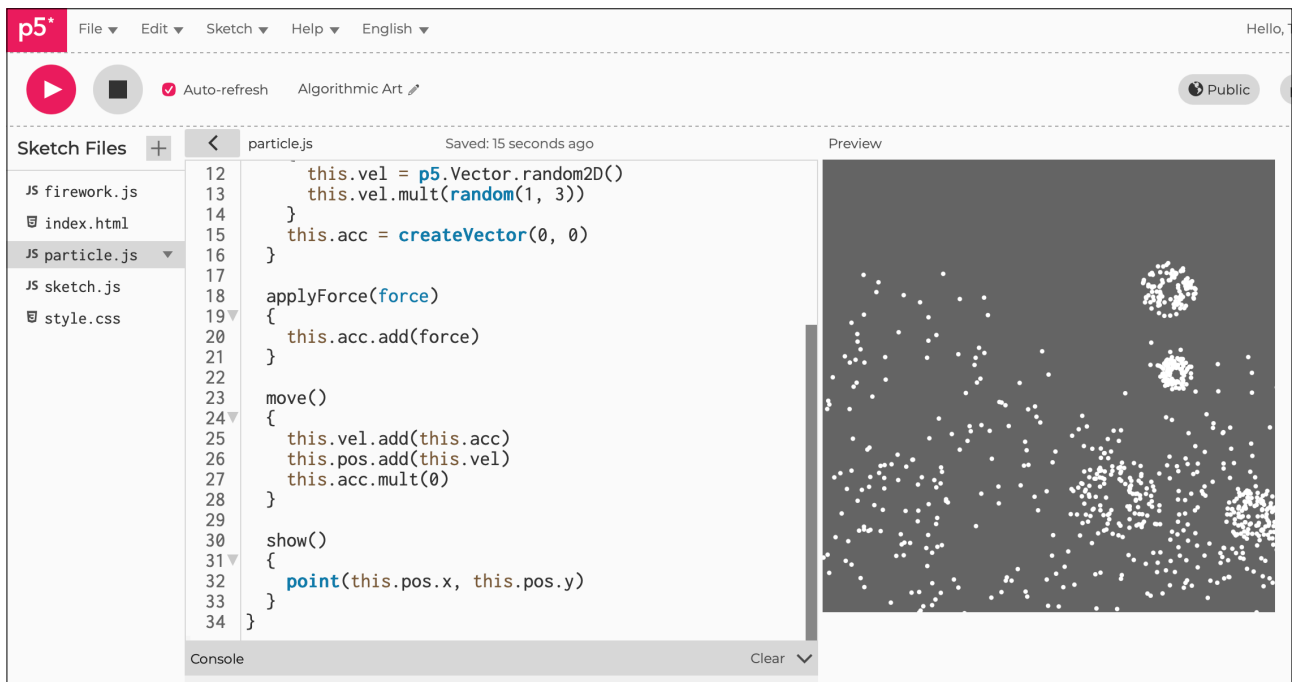 p5*
File
Edit
Sketch
Help
English
Hello,
Auto-refresh
Algorithmic Art
Public
Sketch Files
+
particle.js
Saved: 15 seconds ago
Preview
JS firework.js
index.html
JS particle.js
JS sketch.js
style.css
12 this.vel = p5.Vector.random2D()
13 this.vel.mult(random(1, 3))
14 }
15 this.acc = createVector(0, 0)
16 }
17
18 applyForce(force)
19 {
20 this.acc.add(force)
21 }
22
23 move()
24 {
25 this.vel.add(this.acc)
26 this.pos.add(this.vel)
27 this.acc.mult(0)
28 }
29
30 show()
31 {
32 point(this.pos.x, this.pos.y)
33 }
34 }
Console
Clear